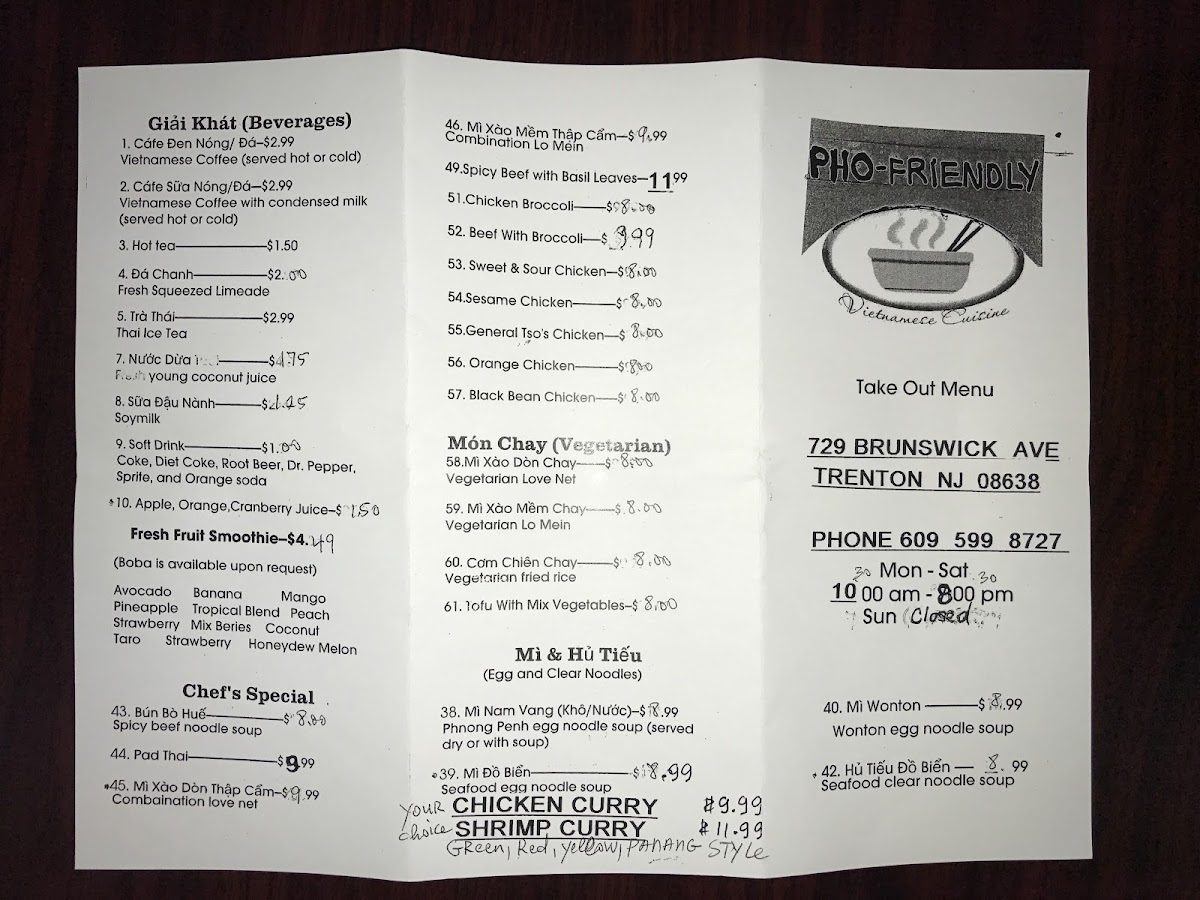 Giải Khát (Beverages)
1. Cáfe Đen Nóng/ Đá—$2.99
Vietnamese Coffee (served hot or cold)
2. Cáfe Sữa Nóng/Đá—$2.99
Vietnamese Coffee with condensed milk
(served hot or cold)
3. Hot tea—$1.50
4. Đá Chanh—$2.00
Fresh Squeezed Limeade
5. Trà Thái—$2.99
Thai Ice Tea
7. Nước Dừa —$4.75
Fresh young coconut juice
8. Sữa Đậu Nành—$
Soymilk
9. Soft Drink—$1.00
Coke, Diet Coke, Root Beer, Dr. Pepper,
Sprite, and Orange soda
*10. Apple, Orange,Cranberry Juice–$1.50
Fresh Fruit Smoothie–$4.49
(Boba is available upon request)
Avocado Banana Mango
Pineapple Tropical Blend Peach
Strawberry Mix Beries Coconut
Taro Strawberry Honeydew Melon
Chef's Special
43. Bún Bò Huế—$8.00
Spicy beef noodle soup
44. Pad Thai—$9.99
*45. Mì Xào Dòn Thập Cẩm–$9.99
Combaination love net
46. Mì Xào Mềm Thập Cẩm–$9.99
Combination Lo Mein
49.Spicy Beef with Basil Leaves—11.99
51.Chicken Broccoli—$8.00
52. Beef With Broccoli—$9.99
53. Sweet & Sour Chicken—$8.00
54.Sesame Chicken—$8.00
55.General Tso's Chicken—$8.00
56. Orange Chicken—$8.00
57. Black Bean Chicken—$8.00
Món Chay (Vegetarian)
58.Mì Xào Dòn Chay—$8.00
Vegetarian Love Net
59. Mì Xào Mềm Chay—$8.00
Vegetarian Lo Mein
60. Cơm Chiên Chay—$8.00
Vegetarian fried rice
61. Tofu With Mix Vegetables–$8.00
Mì & Hủ Tiếu
(Egg and Clear Noodles)
38. Mì Nam Vang (Khô/Nước)–$8.99
Phnong Penh egg noodle soup (served
dry or with soup)
*39. Mì Đồ Biển—$8.99
Seafood egg noodle soup
YOUR CHICKEN CURRY $9.99
choice SHRIMP CURRY $11.99
Green, Red, yellow, PANANG STYLE
PHO-FRIENDLY
Vietnamese Cuisine
Take Out Menu
729 BRUNSWICK AVE
TRENTON NJ 08638
PHONE 609 599 8727
Mon - Sat
10 30 am - 8 30 pm
Sun Closed
40. Mì Wonton —$8.99
Wonton egg noodle soup
*42. Hủ Tiếu Đồ Biển — 8.99
Seafood clear noodle soup